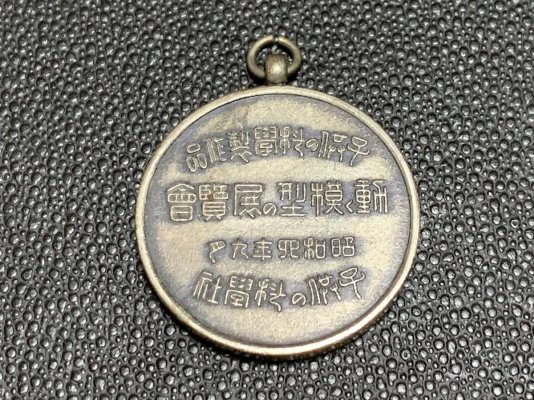 子供の科學製作品
動く模型の展覽會
昭和四年九月
子供の科學社